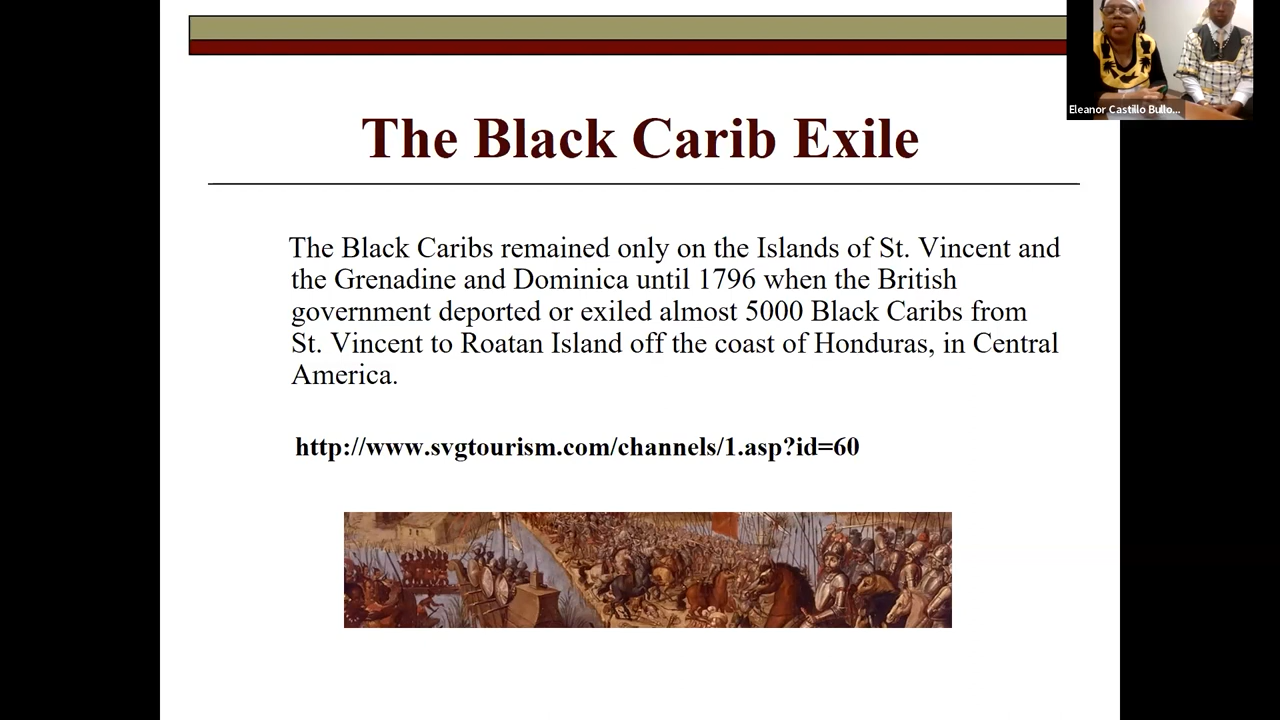 Eleanor Castillo Bullo...
The Black Carib Exile
The Black Caribs remained only on the Islands of St. Vincent and
the Grenadine and Dominica until 1796 when the British
government deported or exiled almost 5000 Black Caribs from
St. Vincent to Roatan Island off the coast of Honduras, in Central
America.
http://www.svgtourism.com/channels/1.asp?id=60